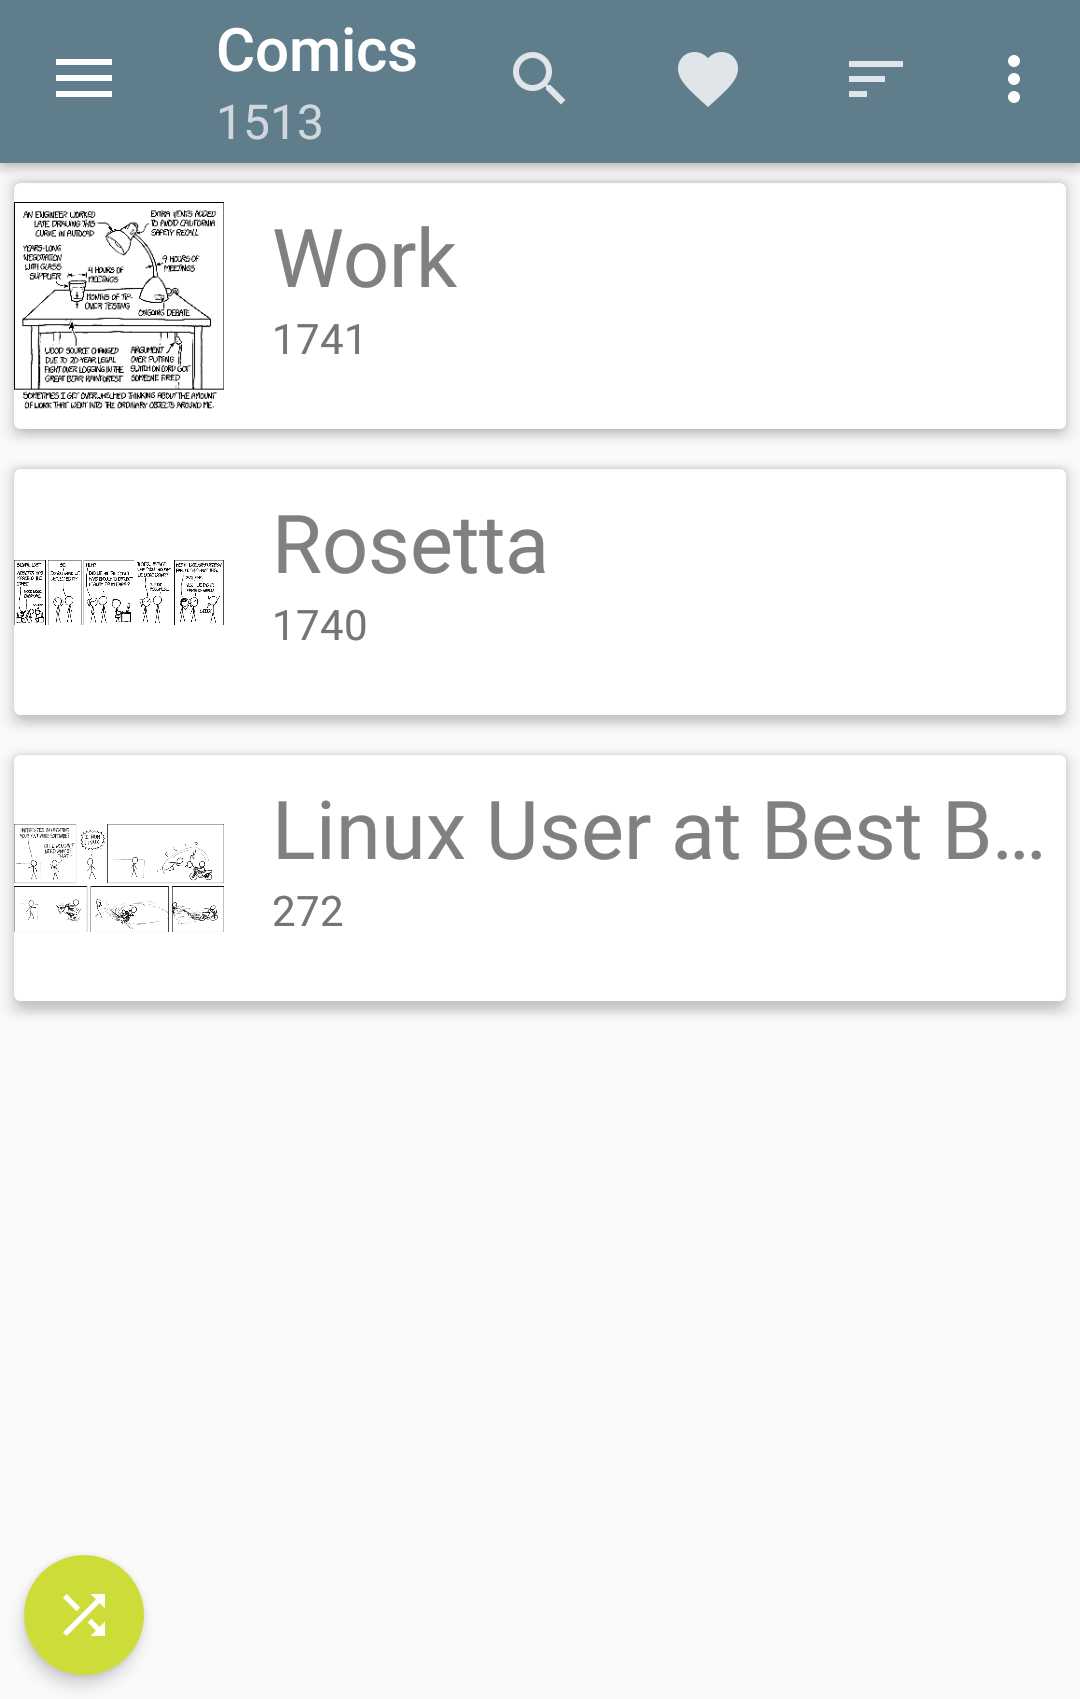 Comics
1513
AN ENGINEER WORKED
LATE DRAWING THIS
CURVE IN AUTOCAD
EXTRA VENTS ADDED
TO AVOID CALIFORNIA
SAFETY RECALL
YEARS-LONG
NEGOTIATION
WITH GLASS
SUPPLIER
4 HOURS OF
MEETINGS
9 HOURS OF
MEETINGS
MONTHS OF TIP-
OVER TESTING
ONGOING DEBATE
WOOD SOURCE CHANGED
DUE TO 20-YEAR LEGAL
FIGHT OVER LOGGING IN THE
GREAT BEAR RAINFOREST
ARGUMENT
OVER PUTTING
SWITCH ON CORD GOT
SOMEONE FIRED
SOMETIMES I GET OVERWHELMED THINKING ABOUT THE AMOUNT
OF WORK THAT WENT INTO THE ORDINARY OBJECTS AROUND ME.
Work
1741
Rosetta
1740
I RUN
LINUX
Linux User at Best B...
272